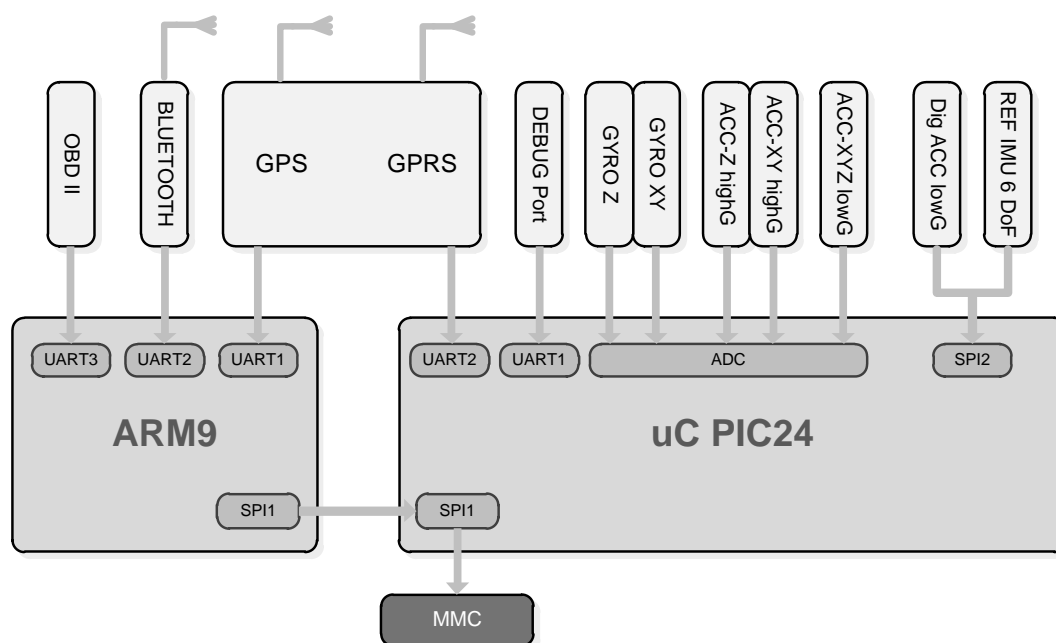 OBD II
BLUETOOTH
GPS
GPRS
DEBUG Port
GYRO Z
GYRO XY
ACC-Z highG
ACC-XY highG
ACC-XYZ lowG
Dig ACC lowG
REF IMU 6 DoF
UART3
UART2
UART1
UART2
UART1
ADC
SPI2
ARM9
uC PIC24
SPI1
SPI1
MMC